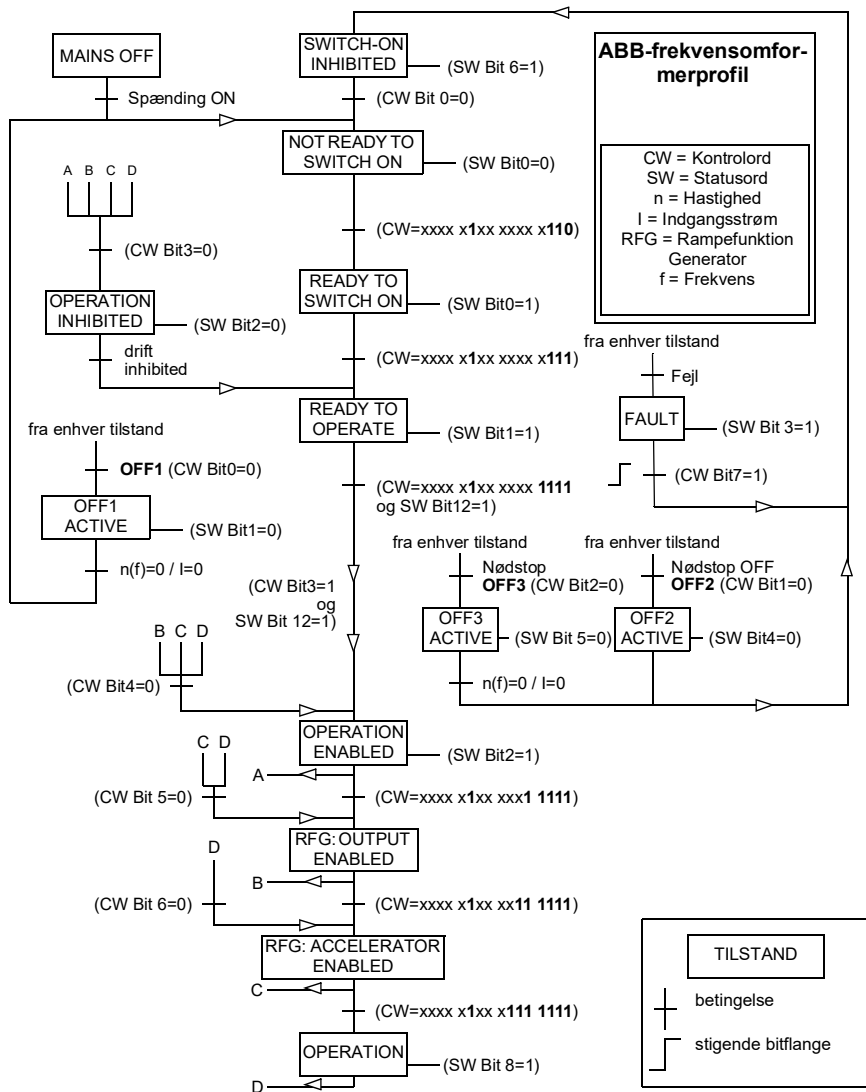 MAINS OFF
Spænding ON
SWITCH-ON
INHIBITED
(SW Bit 6=1)
(CW Bit 0=0)
NOT READY TO
SWITCH ON
(SW Bit0=0)
A B C D
(CW Bit3=0)
OPERATION
INHIBITED
(SW Bit2=0)
drift
inhibited
(CW=xxxx x1xx xxxx x110)
READY TO
SWITCH ON
(SW Bit0=1)
(CW=xxxx x1xx xxxx x111)
READY TO
OPERATE
(SW Bit1=1)
(CW=xxxx x1xx xxxx 1111
og SW Bit12=1)
ABB-frekvensomfor-
merprofil
CW = Kontrolord
SW = Statusord
n = Hastighed
I = Indgangsstrøm
RFG = Rampefunktion
Generator
f = Frekvens
fra enhver tilstand
Fejl
FAULT
(SW Bit 3=1)
(CW Bit7=1)
fra enhver tilstand
OFF1 (CW Bit0=0)
OFF1
ACTIVE
(SW Bit1=0)
n(f)=0 / I=0
(CW Bit3=1
og
SW Bit 12=1)
fra enhver tilstand
Nødstop
OFF3 (CW Bit2=0)
OFF3
ACTIVE
(SW Bit 5=0)
n(f)=0 / I=0
fra enhver tilstand
Nødstop OFF
OFF2 (CW Bit1=0)
OFF2
ACTIVE
(SW Bit4=0)
B C D
(CW Bit4=0)
OPERATION
ENABLED
(SW Bit2=1)
A
C D
(CW Bit 5=0)
(CW=xxxx x1xx xxx1 1111)
RFG: OUTPUT
ENABLED
B
D
(CW Bit 6=0)
(CW=xxxx x1xx xx11 1111)
RFG: ACCELERATOR
ENABLED
C
(CW=xxxx x1xx x111 1111)
OPERATION
(SW Bit 8=1)
D
TILSTAND
betingelse
stigende bitflange